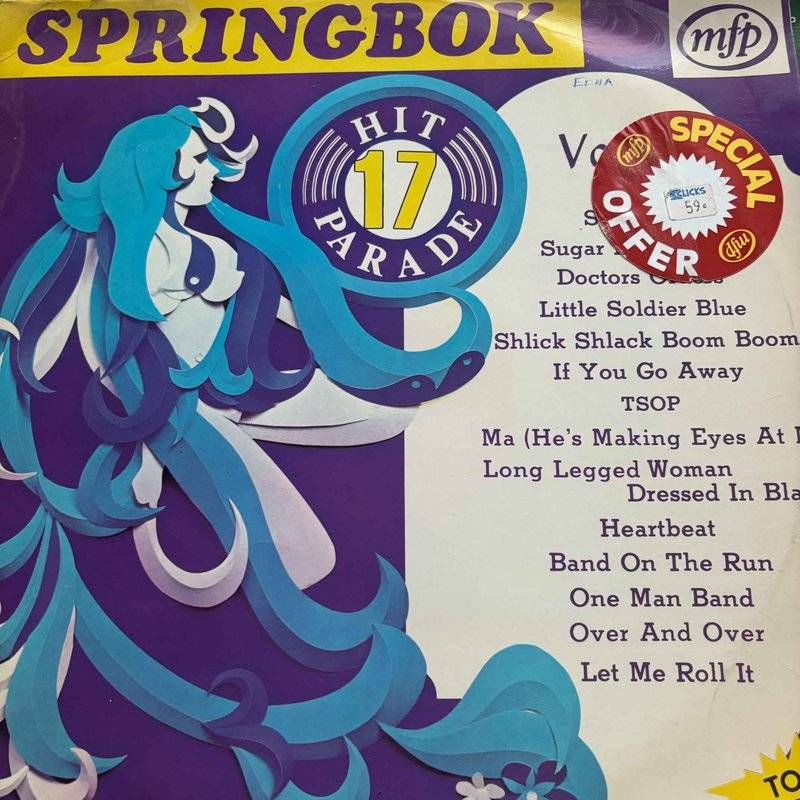 SPRINGBOK
mfp
Edna
HIT
17
PARADE
Vo
SPECIAL
OFFER
mfp
mfp
CLICKS
59c
S
Sugar
Doctors
Little Soldier Blue
Shlick Shlack Boom Boom
If You Go Away
TSOP
Ma (He's Making Eyes At
Long Legged Woman
Dressed In Bla
Heartbeat
Band On The Run
One Man Band
Over And Over
Let Me Roll It
TO